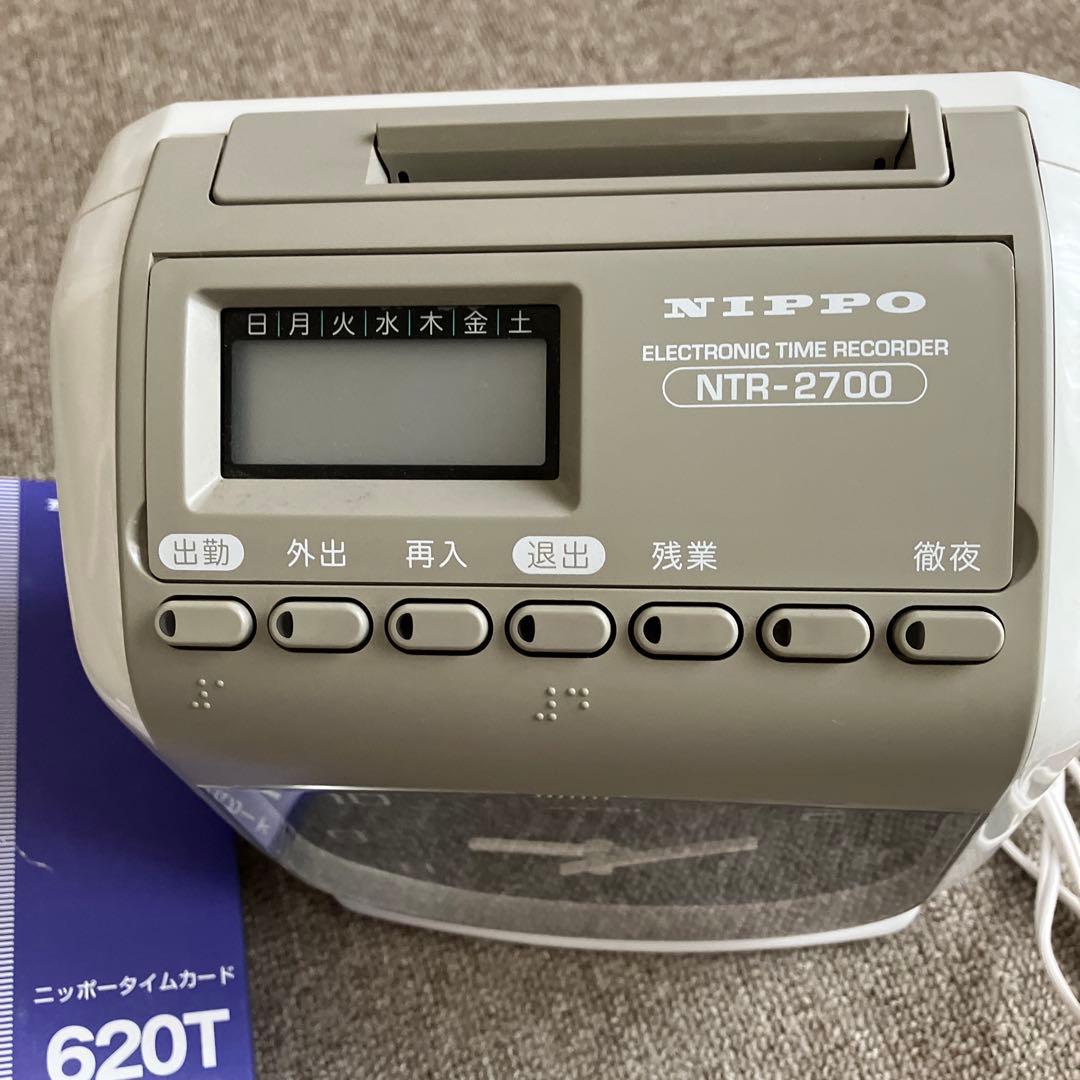 日|月|火|水|木|金|土
NIPPO
ELECTRONIC TIME RECORDER
NTR-2700
出勤 外出 再入 退出 残業 徹夜
ニッポータイムカード
620T